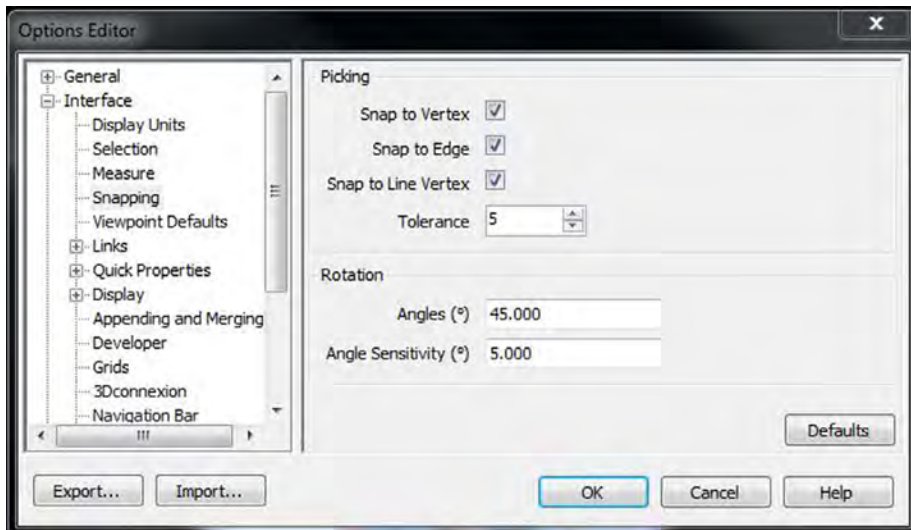 Options Editor
x
General
Interface
Display Units
Selection
Measure
Snapping
Viewpoint Defaults
Links
Quick Properties
Display
Appending and Merging
Developer
Grids
3Dconnexion
Navigation Bar
Picking
Snap to Vertex
Snap to Edge
Snap to Line Vertex
Tolerance 5
Rotation
Angles (°) 45.000
Angle Sensitivity (°) 5.000
Defaults
Export... Import... OK Cancel Help